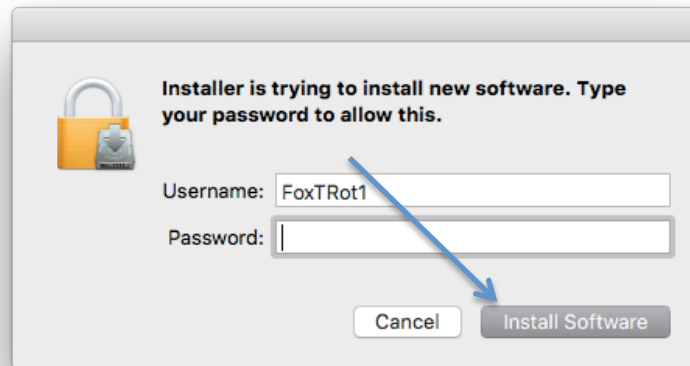 Installer is trying to install new software. Type
your password to allow this.
Username: FoxTRot1
Password:
Cancel Install Software